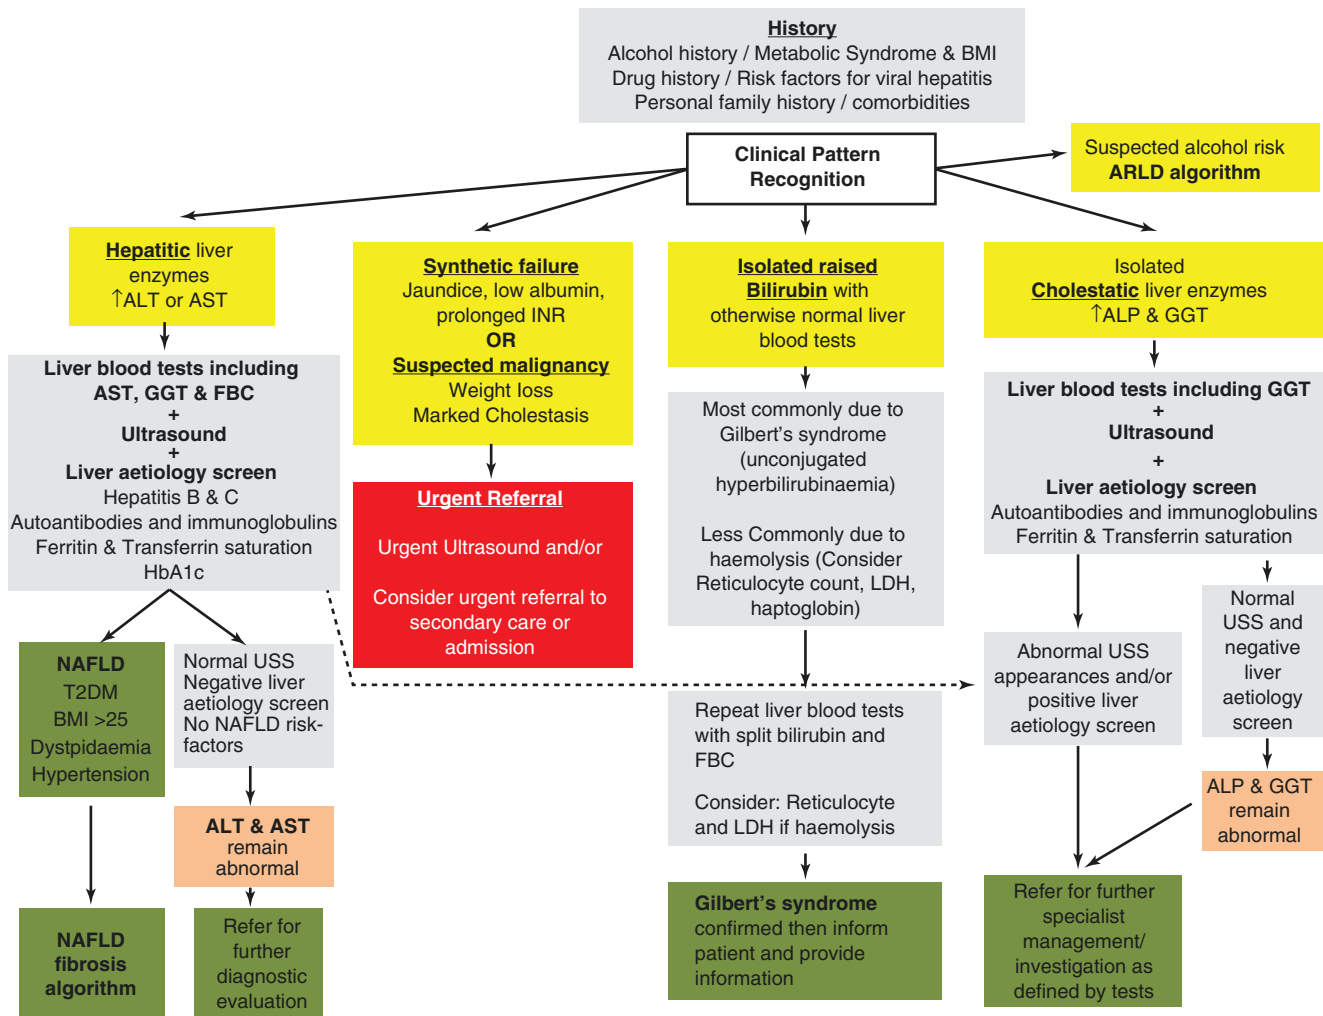 History
Alcohol history / Metabolic Syndrome & BMI
Drug history / Risk factors for viral hepatitis
Personal family history / comorbidities
Clinical Pattern
Recognition
Suspected alcohol risk
ARLD algorithm
Hepatitic liver
enzymes
↑ALT or AST
Liver blood tests including
AST, GGT & FBC
+
Ultrasound
+
Liver aetiology screen
Hepatitis B & C
Autoantibodies and immunoglobulins
Ferritin & Transferrin saturation
HbA1c
NAFLD
T2DM
BMI >25
Dystpidaemia
Hypertension
NAFLD
fibrosis
algorithm
Normal USS
Negative liver
aetiology screen
No NAFLD risk-
factors
ALT & AST
remain
abnormal
Refer for
further
diagnostic
evaluation
Synthetic failure
Jaundice, low albumin,
prolonged INR
OR
Suspected malignancy
Weight loss
Marked Cholestasis
Urgent Referral
Urgent Ultrasound and/or
Consider urgent referral to
secondary care or
admission
Isolated raised
Bilirubin with
otherwise normal liver
blood tests
Most commonly due to
Gilbert's syndrome
(unconjugated
hyperbilirubinaemia)
Less Commonly due to
haemolysis (Consider
Reticulocyte count, LDH,
haptoglobin)
Repeat liver blood tests
with split bilirubin and
FBC
Consider: Reticulocyte
and LDH if haemolysis
Gilbert's syndrome
confirmed then inform
patient and provide
information
Isolated
Cholestatic liver enzymes
↑ALP & GGT
Liver blood tests including GGT
+
Ultrasound
+
Liver aetiology screen
Autoantibodies and immunoglobulins
Ferritin & Transferrin saturation
Abnormal USS
appearances and/or
positive liver
aetiology screen
Normal
USS and
negative
liver
aetiology
screen
ALP & GGT
remain
abnormal
Refer for further
specialist
management/
investigation as
defined by tests